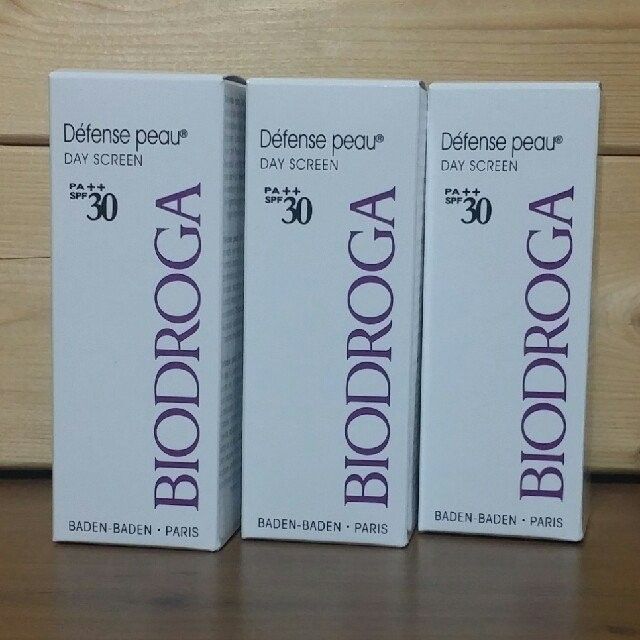 Défense peau®
DAY SCREEN
PA++
SPF30
BIODROGA
BADEN-BADEN · PARIS
Défense peau®
DAY SCREEN
PA++
SPF30
BIODROGA
BADEN-BADEN · PARIS
Défense peau®
DAY SCREEN
PA++
SPF30
BIODROGA
BADEN-BADEN · PARIS